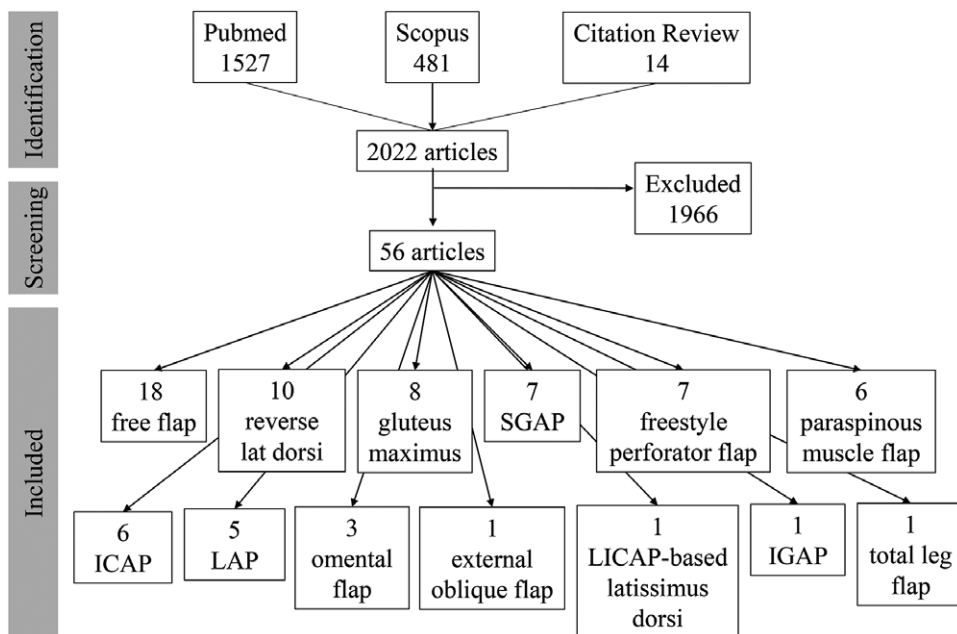 Identification
Pubmed
1527
Scopus
481
Citation Review
14
2022 articles
Screening
Excluded
1966
56 articles
Included
18
free flap
10
reverse
lat dorsi
8
gluteus
maximus
7
SGAP
7
freestyle
perforator flap
6
paraspinous
muscle flap
6
ICAP
5
LAP
3
omental
flap
1
external
oblique flap
1
LICAP-based
latissimus
dorsi
1
IGAP
1
total leg
flap